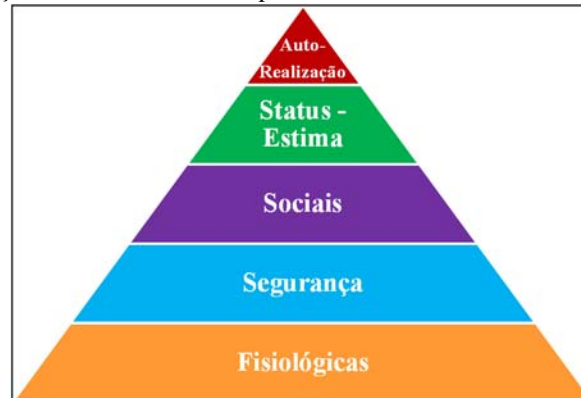 Auto-
Realização
Status -
Estima
Sociais
Segurança
Fisiológicas